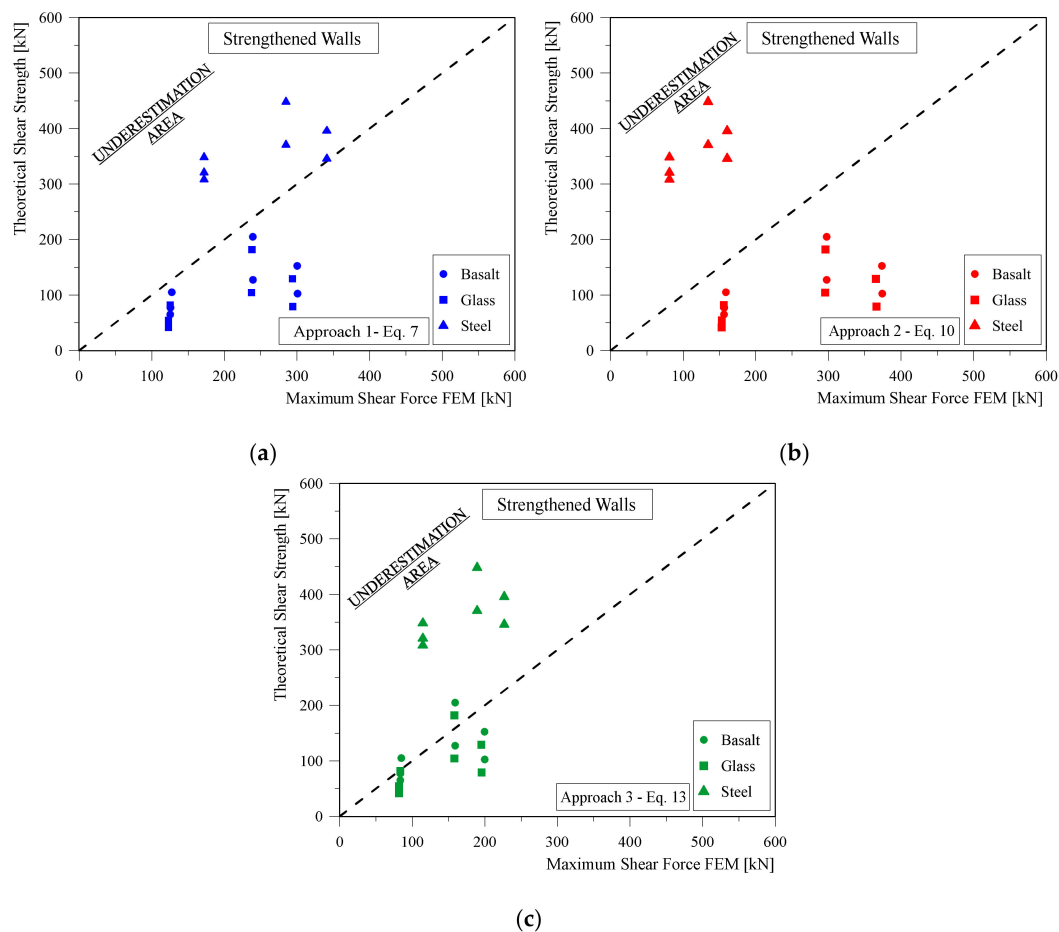 600
500
400
300
200
100
0
Theoretical Shear Strength [kN]
Strengthened Walls
UNDERESTIMATION
AREA
Basalt
Glass
Steel
Approach 1- Eq. 7
0 100 200 300 400 500 600
Maximum Shear Force FEM [kN]
(a)
600
500
400
300
200
100
0
Theoretical Shear Strength [kN]
Strengthened Walls
UNDERESTIMATION
AREA
Basalt
Glass
Steel
Approach 2 - Eq. 10
0 100 200 300 400 500 600
Maximum Shear Force FEM [kN]
(b)
600
500
400
300
200
100
0
Theoretical Shear Strength [kN]
Strengthened Walls
UNDERESTIMATION
AREA
Basalt
Glass
Steel
Approach 3 - Eq. 13
0 100 200 300 400 500 600
Maximum Shear Force FEM [kN]
(c)